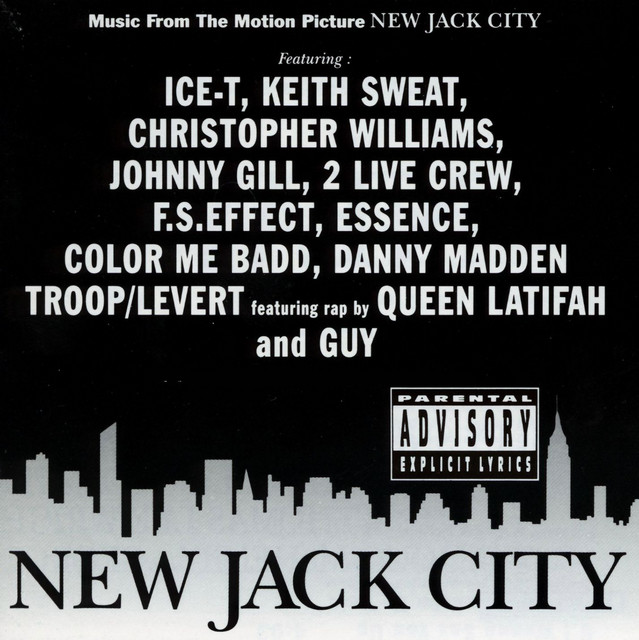 Music From The Motion Picture NEW JACK CITY
Featuring :
ICE-T, KEITH SWEAT,
CHRISTOPHER WILLIAMS,
JOHNNY GILL, 2 LIVE CREW,
F.S.EFFECT, ESSENCE,
COLOR ME BADD, DANNY MADDEN
TROOP/LEVERT featuring rap by QUEEN LATIFAH
and GUY
PARENTAL
ADVISORY
EXPLICIT LYRICS
NEW JACK CITY